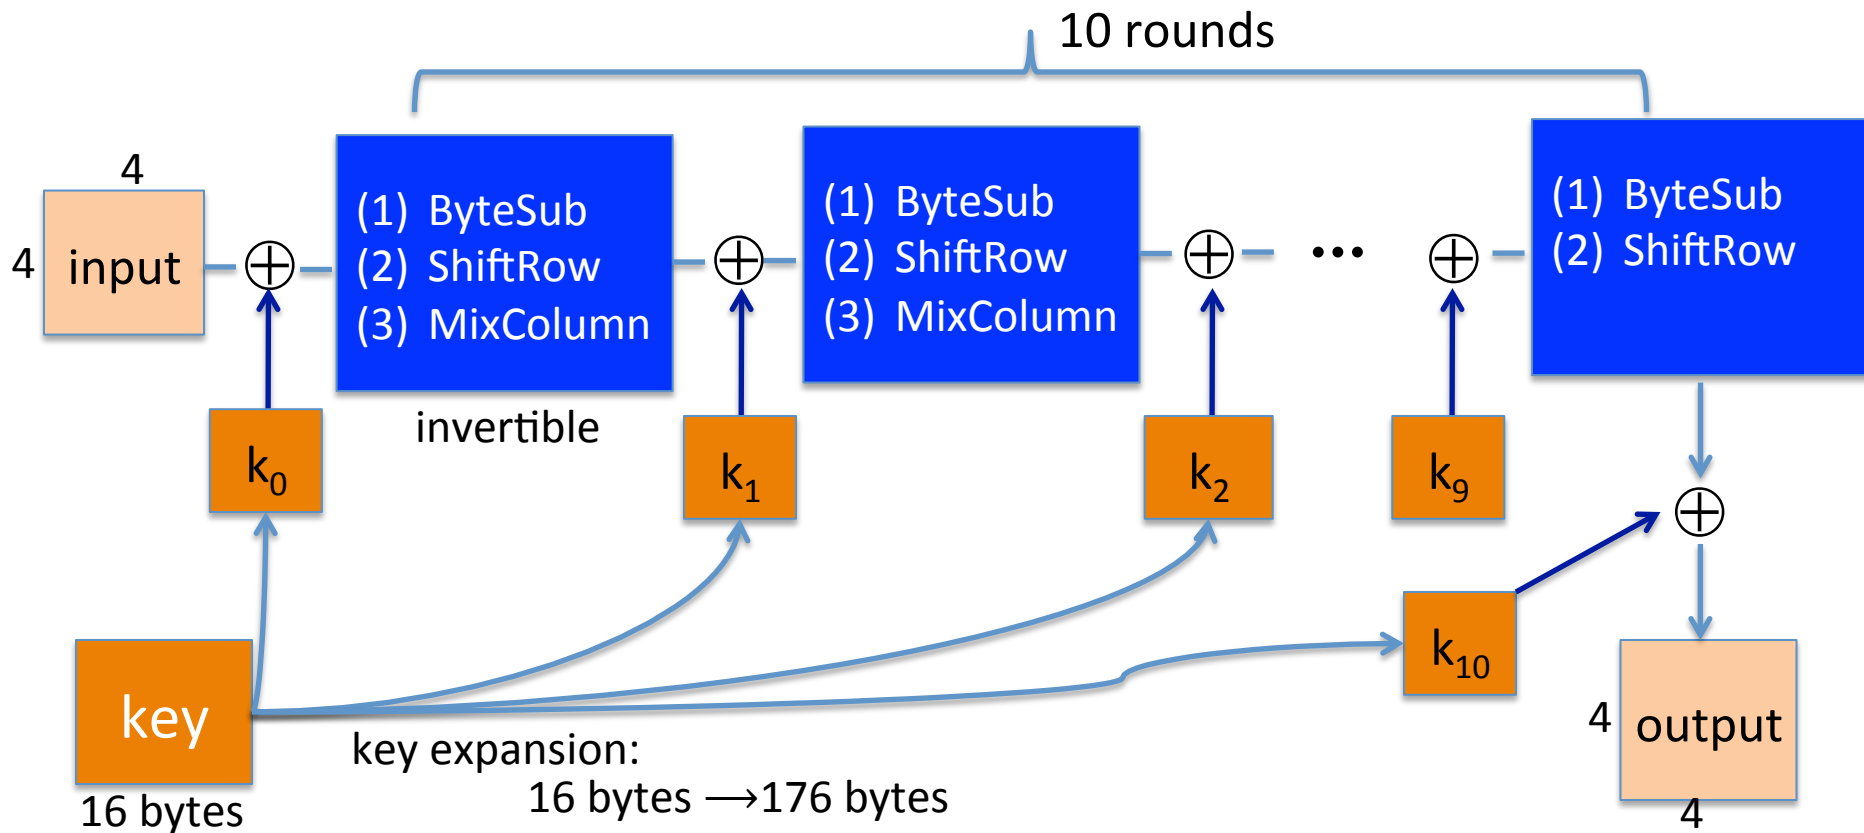 10 rounds
4
4
input
(1) ByteSub
(2) ShiftRow
(3) MixColumn
invertible
(1) ByteSub
(2) ShiftRow
(3) MixColumn
•••
(1) ByteSub
(2) ShiftRow
k₀
k₁
k₂
k₉
k₁₀
key
16 bytes
key expansion:
16 bytes ⟶176 bytes
4
output
4